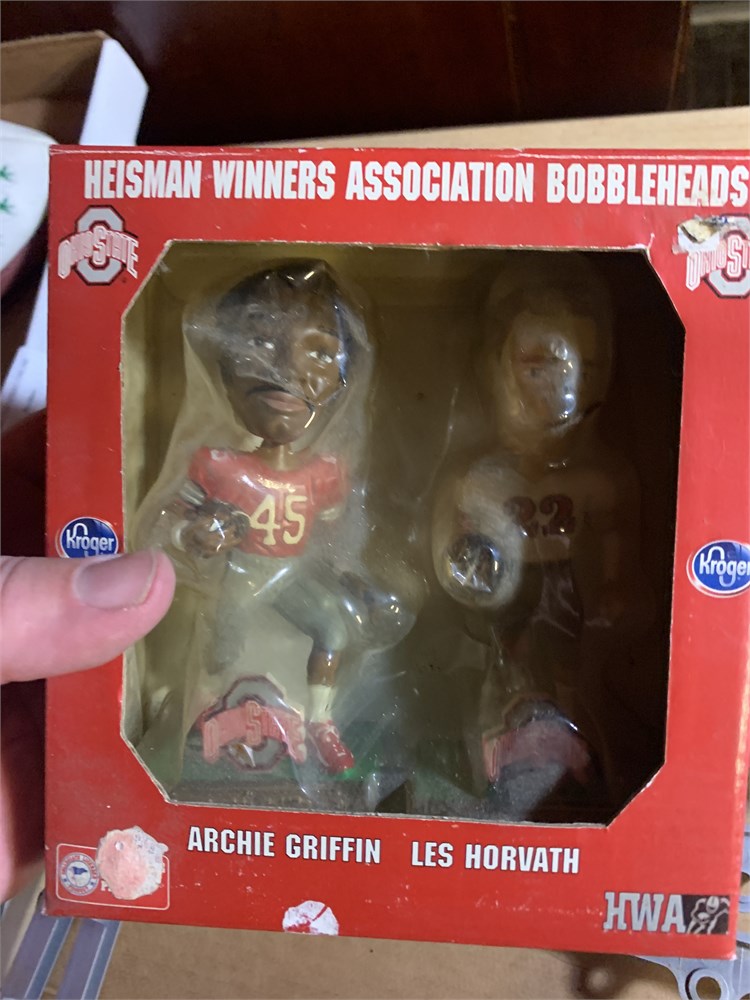 HEISMAN WINNERS ASSOCIATION BOBBLEHEADS
OHIO STATE
OHIO STATE
45
22
Kroger
Kroger
OHIO STATE
ARCHIE GRIFFIN LES HORVATH
HWA